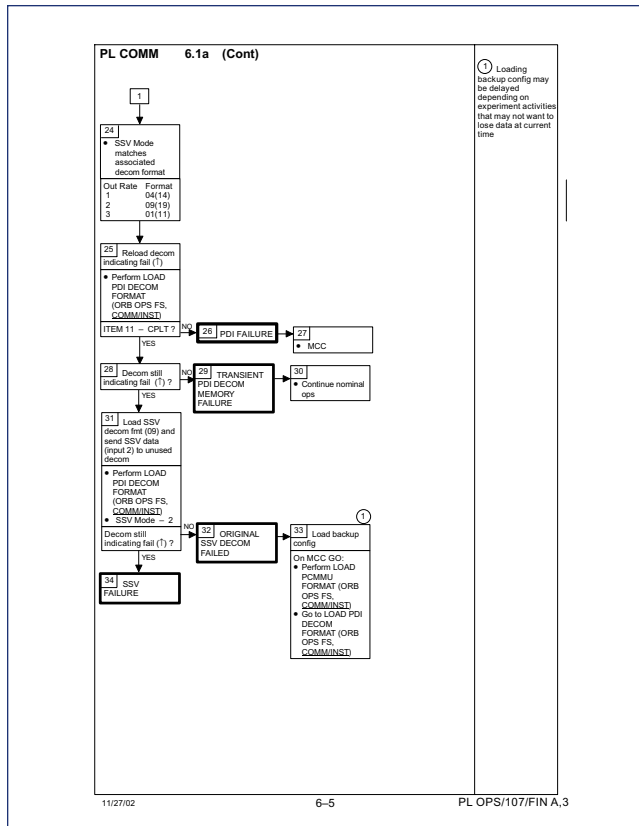 PL COMM 6.1a (Cont)
1
24
• SSV Mode
matches
associated
decom format
Out Rate Format
1 04(14)
2 09(19)
3 01(11)
25 Reload decom
indicating fail (↑)
• Perform LOAD
PDI DECOM
FORMAT
(ORB OPS FS,
COMM/INST)
ITEM 11 – CPLT ?
NO
26 PDI FAILURE
27
• MCC
YES
28 Decom still
indicating fail (↑) ?
NO
29 TRANSIENT
PDI DECOM
MEMORY
FAILURE
30
• Continue nominal
ops
YES
31 Load SSV
decom fmt (09) and
send SSV data
(input 2) to unused
decom
• Perform LOAD
PDI DECOM
FORMAT
(ORB OPS FS,
COMM/INST)
• SSV Mode – 2
Decom still
indicating fail (↑) ?
NO
32 ORIGINAL
SSV DECOM
FAILED
1
33 Load backup
config
On MCC GO:
• Perform LOAD
PCMMU
FORMAT (ORB
OPS FS,
COMM/INST)
• Go to LOAD PDI
DECOM
FORMAT (ORB
OPS FS,
COMM/INST)
YES
34 SSV
FAILURE
1 Loading
backup config may
be delayed
depending on
experiment activities
that may not want to
lose data at current
time
11/27/02 6–5 PL OPS/107/FIN A,3